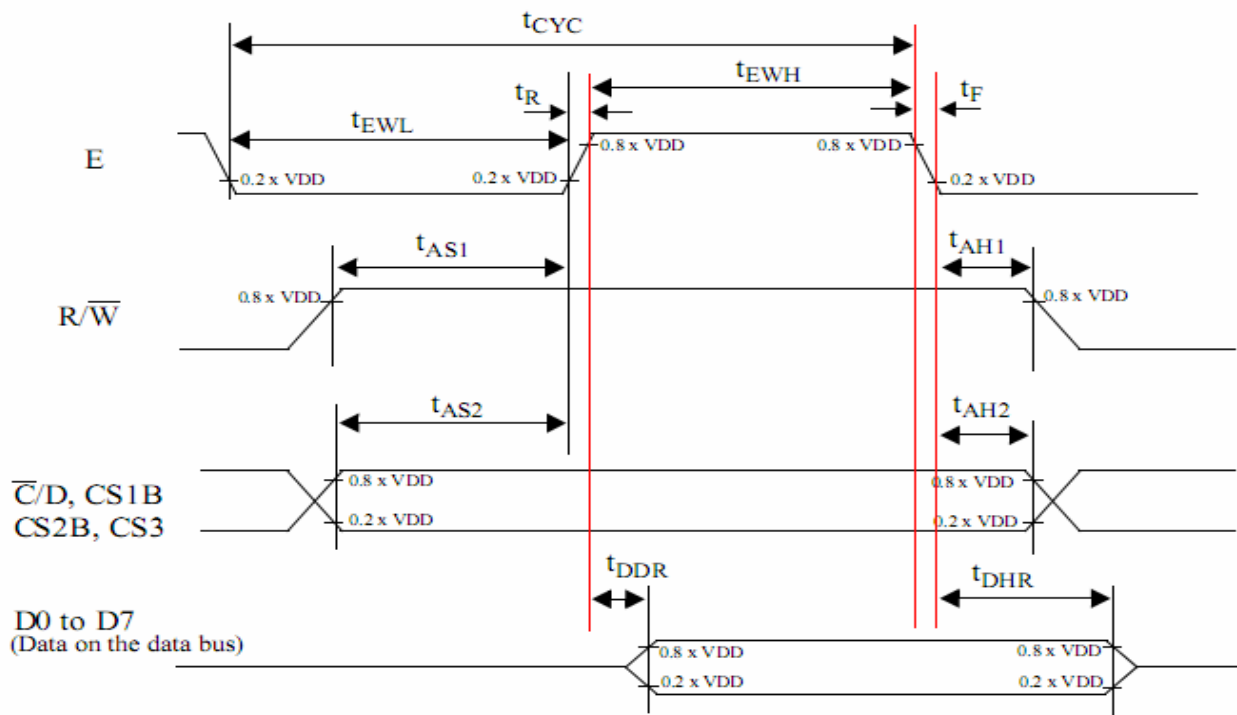 tCYC
tEWH
tR
tF
tEWL
E
0.8 x VDD
0.8 x VDD
0.2 x VDD
0.2 x VDD
0.2 x VDD
tAS1
tAH1
0.8 x VDD
0.8 x VDD
R/W̅
tAS2
tAH2
C̅/D, CS1B
CS2B, CS3
0.8 x VDD
0.8 x VDD
0.2 x VDD
0.2 x VDD
tDDR
tDHR
D0 to D7
(Data on the data bus)
0.8 x VDD
0.8 x VDD
0.2 x VDD
0.2 x VDD